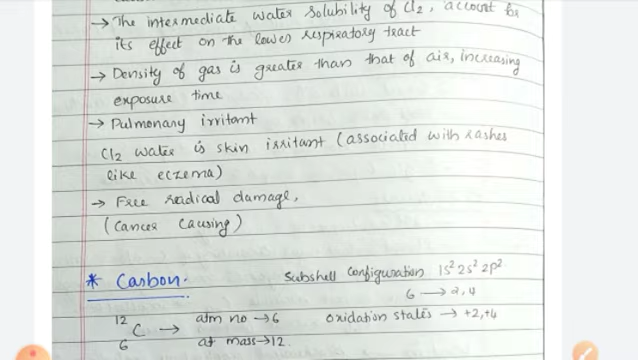 → The intermediate water solubility of Cl2, account for
its effect on the lower respiratory tract
→ Density of gas is greater than that of air, increasing
exposure time
→ Pulmonary irritant
Cl2 water is skin irritant (associated with rashes
like eczema)
→ Free radical damage,
(Cancer causing)
* Carbon. Subshell configuration 1s² 2s² 2p²
6 → 2,4
12 6 C → atm no → 6 oxidation states → +2,+4
at mass → 12.